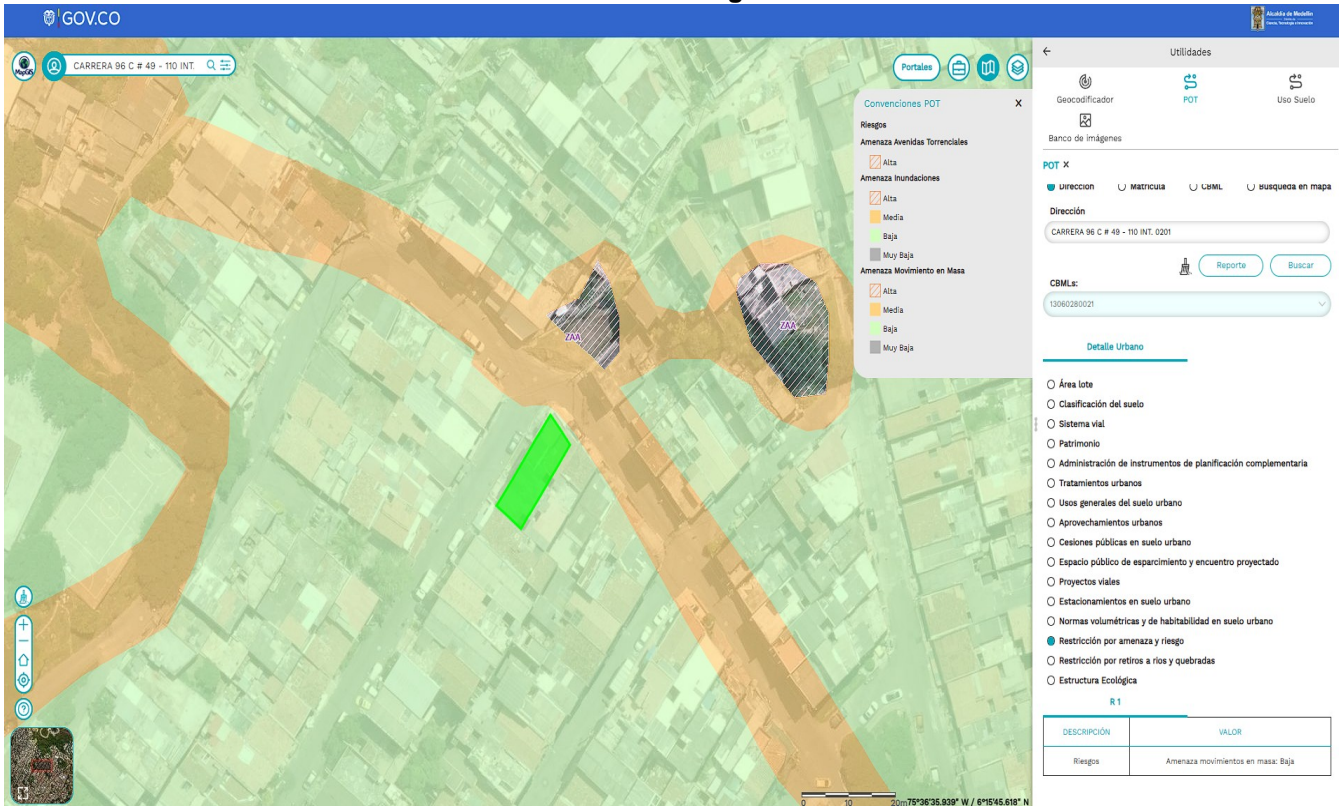 GOV.CO
Alcaldía de Medellín
Ciencia, Tecnología e Innovación
MapGIS
CARRERA 96 C # 49 - 110 INT.
Portales
Convenciones POT
X
Riesgos
Amenaza Avenidas Torrenciales
Alta
Amenaza Inundaciones
Alta
Media
Baja
Muy Baja
Amenaza Movimiento en Masa
Alta
Media
Baja
Muy Baja
ZAA
ZAA
0 10 20m
75°36'35.939" W / 6°15'45.618" N
Utilidades
Geocodificador
POT
Uso Suelo
Banco de imágenes
POT X
Dirección
Matrícula
CBML
Búsqueda en mapa
Dirección
CARRERA 96 C # 49 - 110 INT. 0201
Reporte
Buscar
CBMLs:
13060280021
Detalle Urbano
Área lote
Clasificación del suelo
Sistema vial
Patrimonio
Administración de instrumentos de planificación complementaria
Tratamientos urbanos
Usos generales del suelo urbano
Aprovechamientos urbanos
Cesiones públicas en suelo urbano
Espacio público de esparcimiento y encuentro proyectado
Proyectos viales
Estacionamientos en suelo urbano
Normas volumétricas y de habitabilidad en suelo urbano
Restricción por amenaza y riesgo
Restricción por retiros a rios y quebradas
Estructura Ecológica
R 1
DESCRIPCIÓN VALOR
Riesgos Amenaza movimientos en masa: Baja